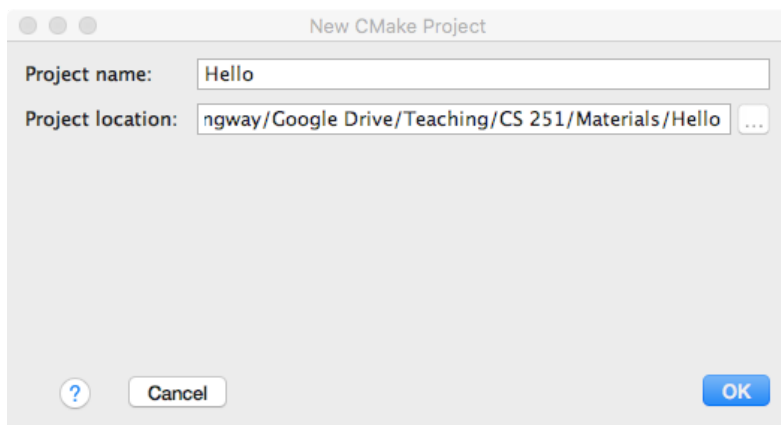 New CMake Project
Project name: Hello
Project location: ngway/Google Drive/Teaching/CS 251/Materials/Hello ...
? Cancel OK